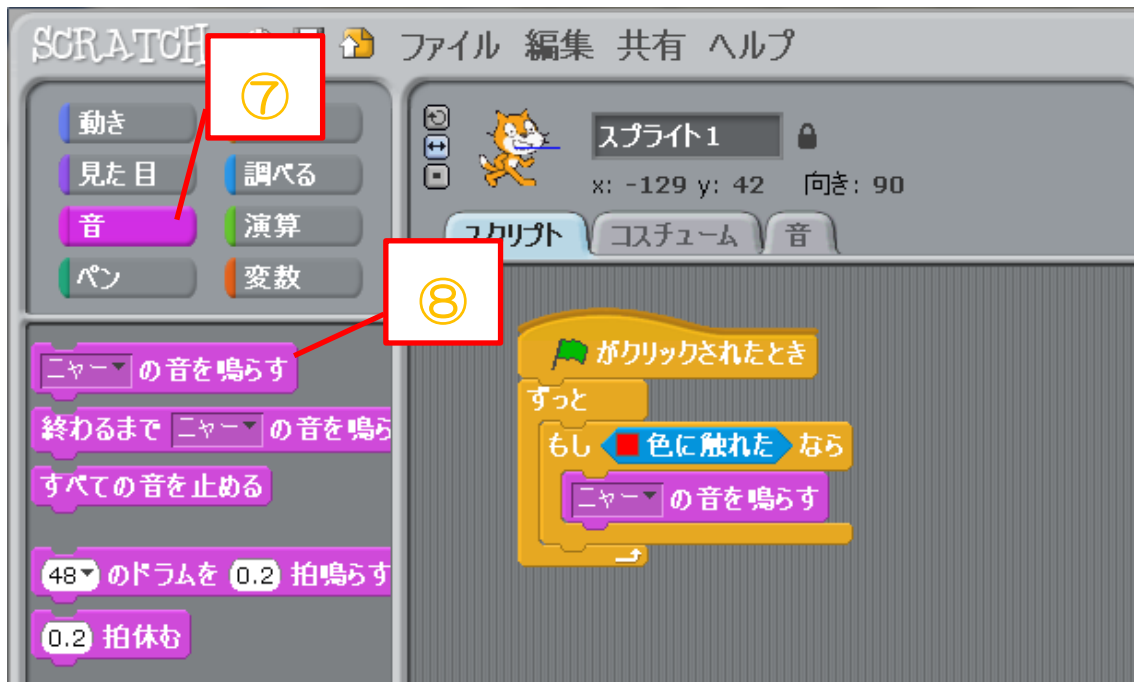 SCRATCH ファイル 編集 共有 ヘルプ
⑦
動き
見た目 調べる
音 演算
ペン 変数
スプライト1
x: -129 y: 42 向き: 90
スクリプト コスチューム 音
⑧
ニャー の音を鳴らす
終わるまで ニャー の音を鳴ら
すべての音を止める
48 のドラムを 0.2 拍鳴らす
0.2 拍休む
がクリックされたとき
ずっと
もし 色に触れた なら
ニャー の音を鳴らす